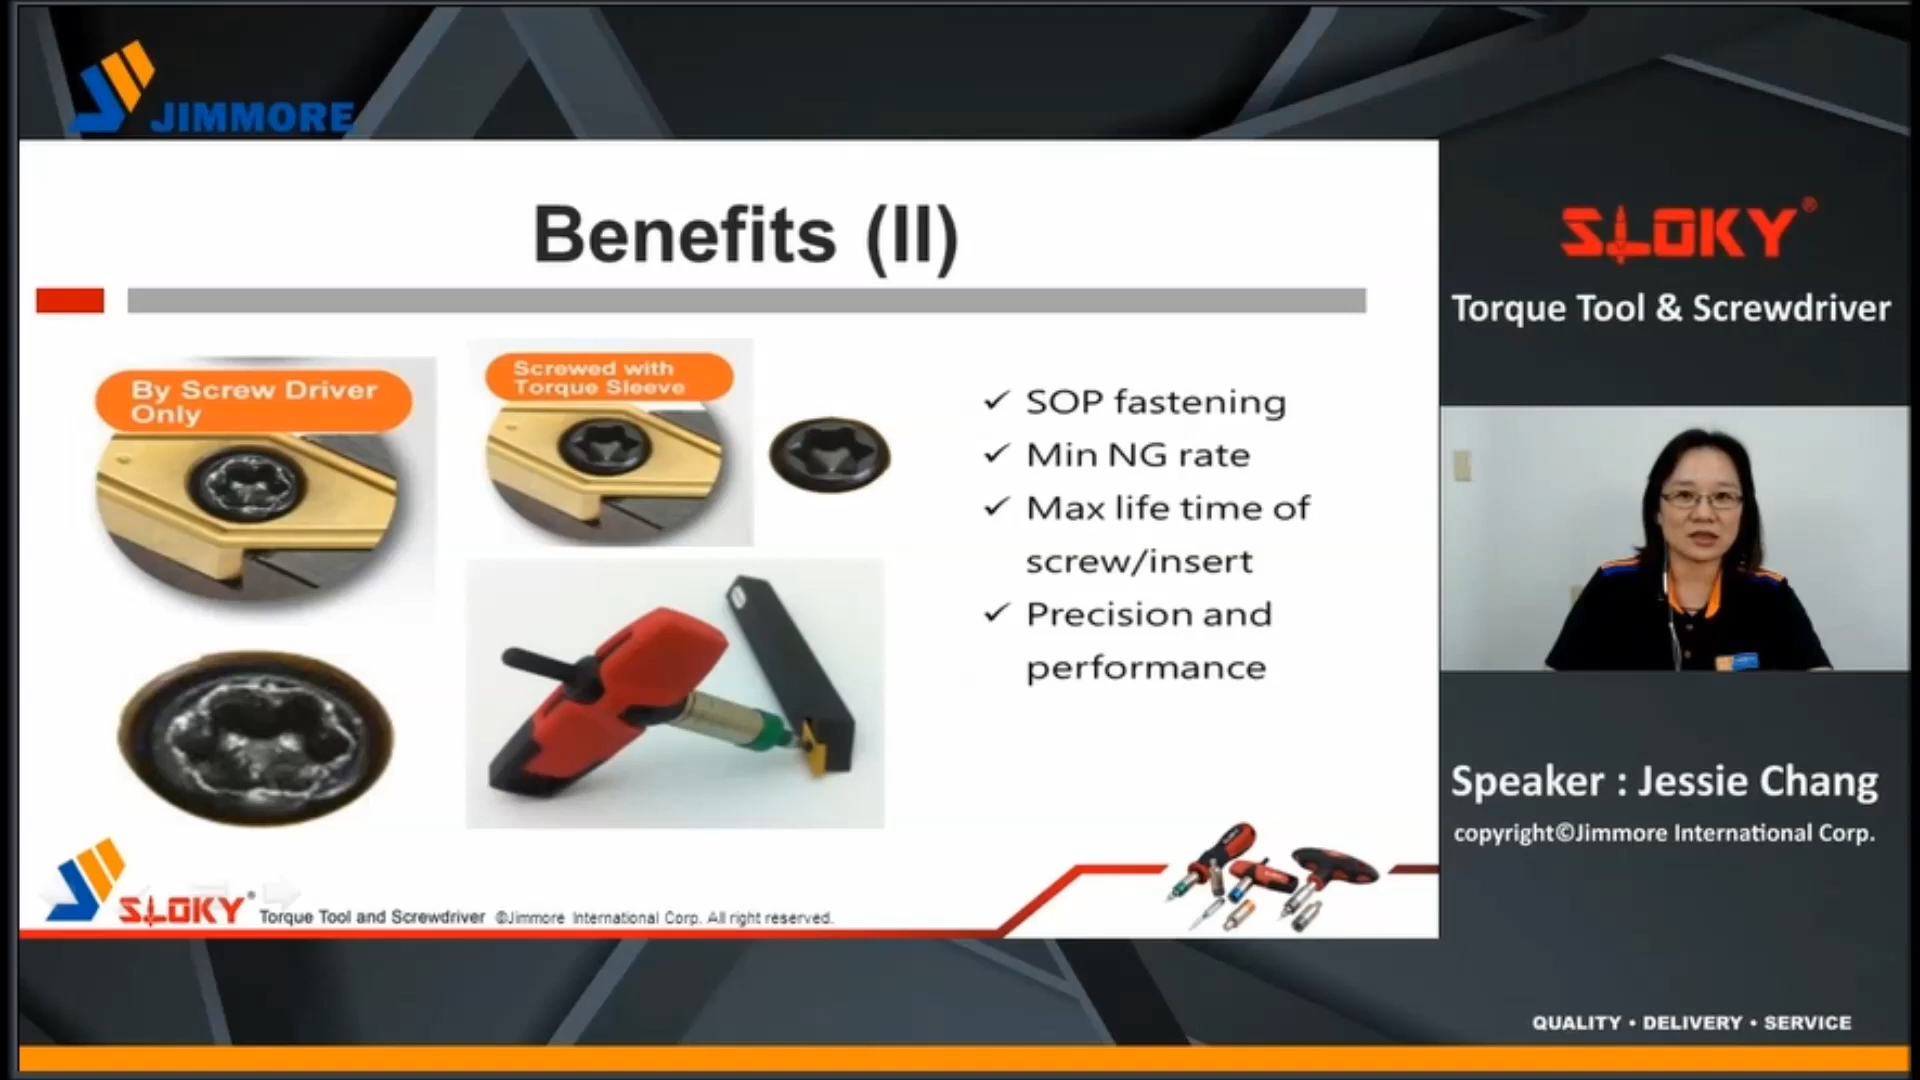 JIMMORE
Benefits (II)
By Screw Driver
Only
Screwed with
Torque Sleeve
✓ SOP fastening
✓ Min NG rate
✓ Max life time of
screw/insert
✓ Precision and
performance
SLOKY® Torque Tool and Screwdriver ©Jimmore International Corp. All right reserved.
SLOKY®
Torque Tool & Screwdriver
Speaker : Jessie Chang
copyright©Jimmore International Corp.
QUALITY • DELIVERY • SERVICE